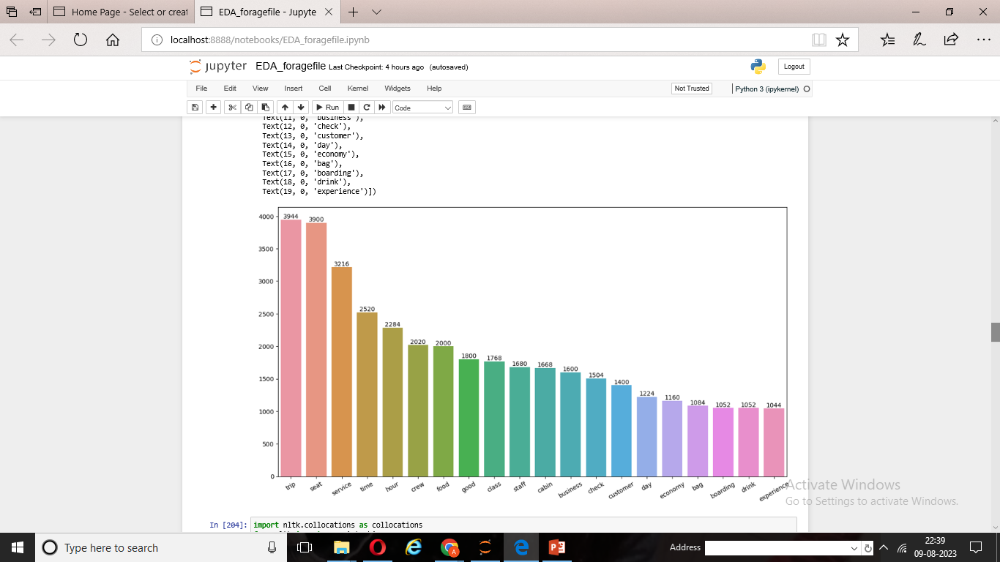 Home Page - Select or creat
EDA_foragefile - Jupyte
localhost:8888/notebooks/EDA_foragefile.ipynb
jupyter EDA_foragefile Last Checkpoint: 4 hours ago (autosaved)
Logout
File Edit View Insert Cell Kernel Widgets Help
Not Trusted
Python 3 (ipykernel)
Run
Code
Text(11, 0, 'business'),
Text(12, 0, 'check'),
Text(13, 0, 'customer'),
Text(14, 0, 'day'),
Text(15, 0, 'economy'),
Text(16, 0, 'bag'),
Text(17, 0, 'boarding'),
Text(18, 0, 'drink'),
Text(19, 0, 'experience')])
4000
3500
3000
2500
2000
1500
1000
500
0
3944 3900 3216 2520 2284 2020 2000 1800 1768 1680 1668 1600 1504 1400 1224 1160 1084 1052 1052 1044
trip seat service time hour crew food good class staff cabin business check customer day economy bag boarding drink experience
Activate Windows
Go to Settings to activate Windows.
In [204]: import nltk.collocations as collocations
Type here to search
Address
22:39
09-08-2023